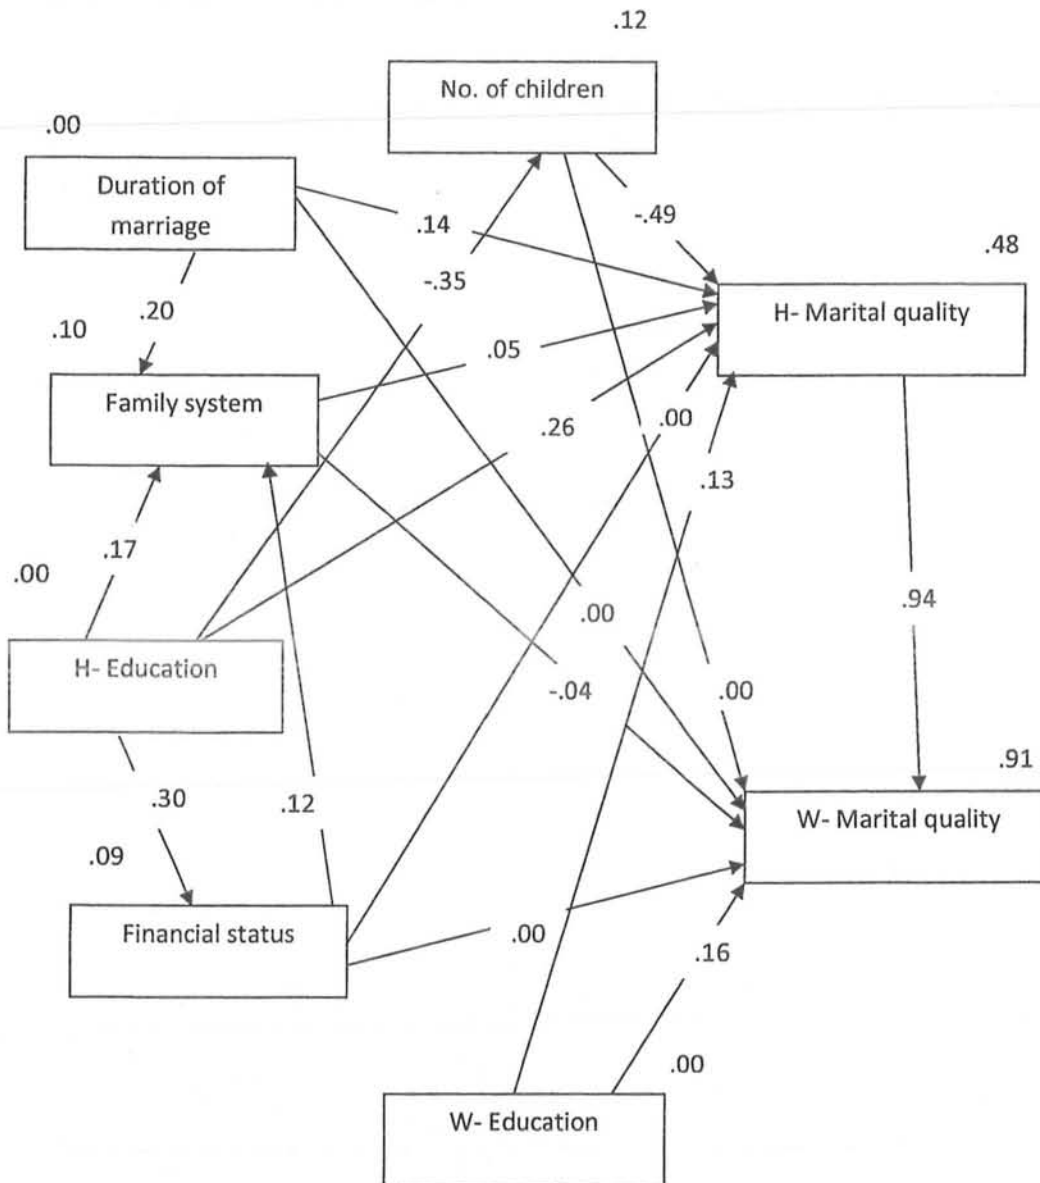 .12
No. of children
.00
Duration of
marriage
.14
-.49
-.35
.48
H- Marital quality
.20
.10
.05
Family system
.26
.00
.13
.17
.00
.94
.00
H- Education
-.04
.00
.91
.30
.12
W- Marital quality
.09
Financial status
.00
.16
.00
W- Education